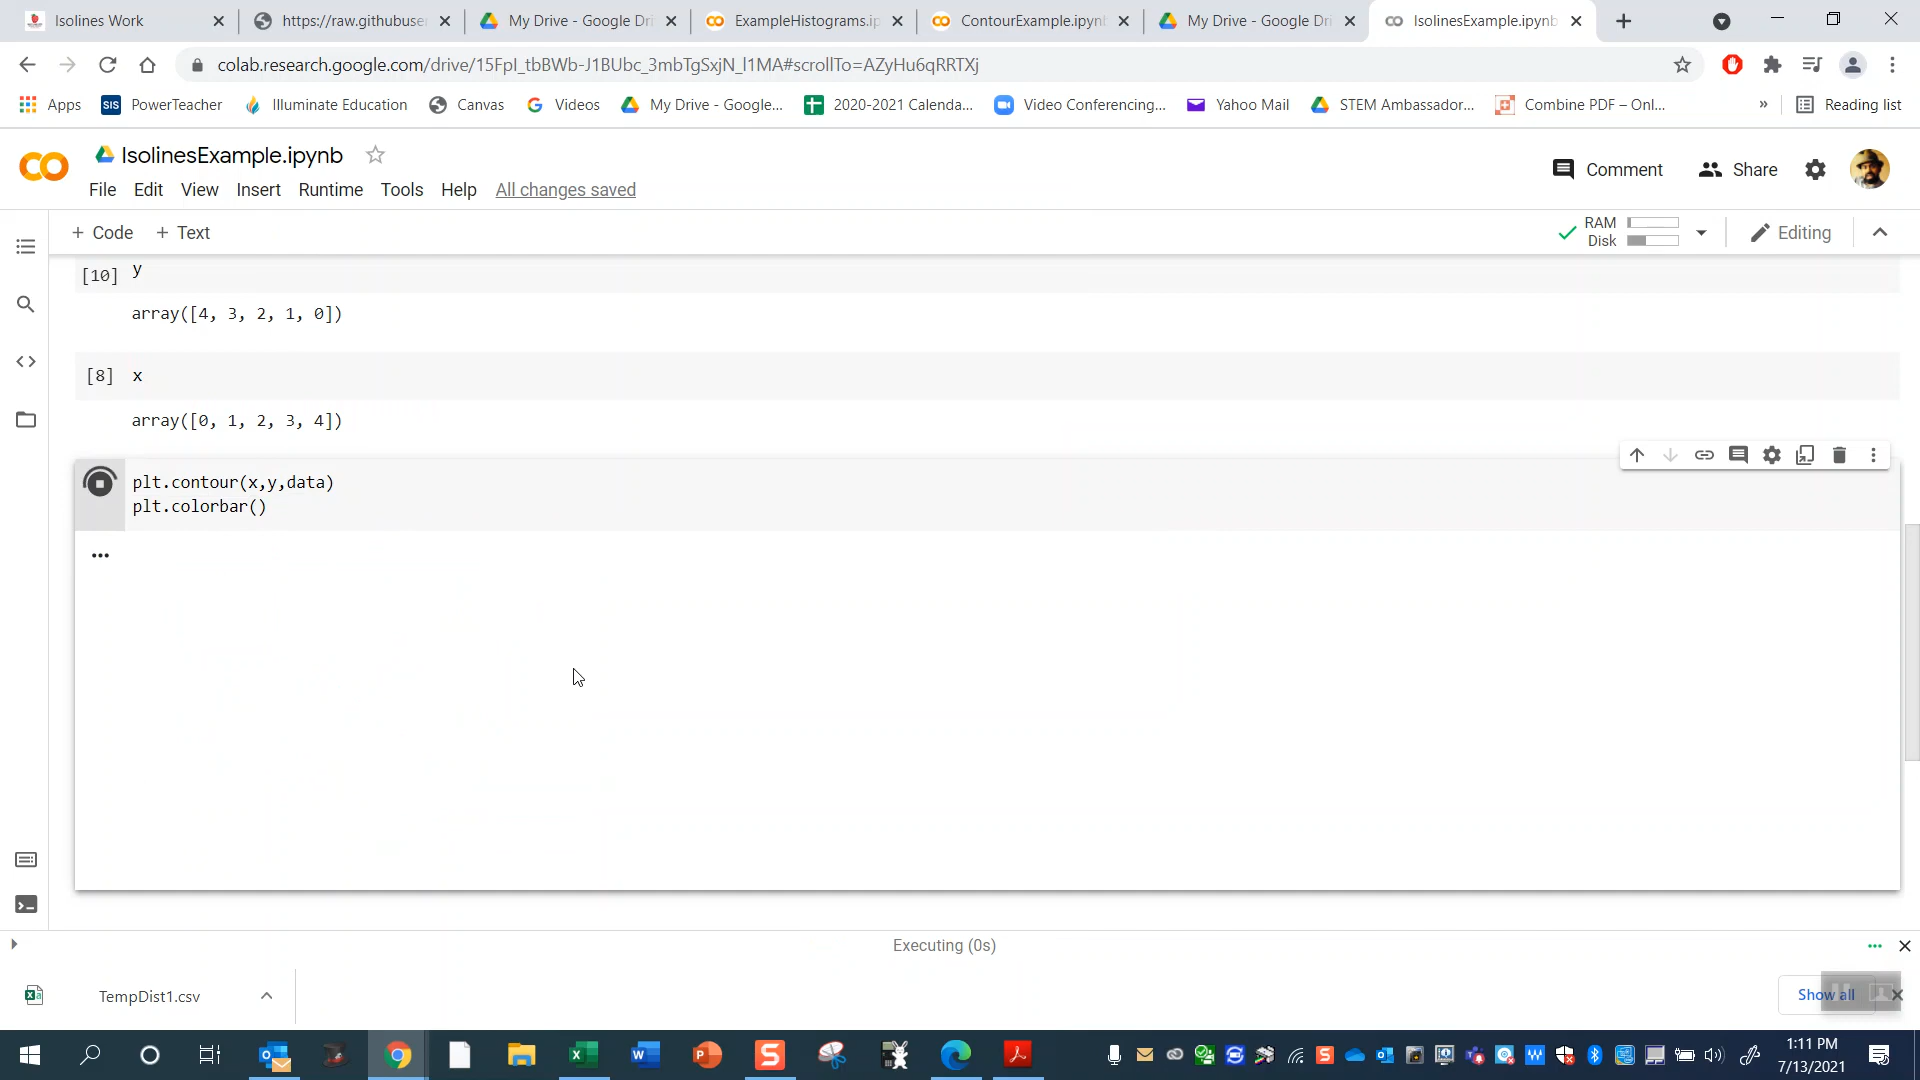 Isolines Work
https://raw.githubuser
My Drive - Google Dri
ExampleHistograms.ip
ContourExample.ipyn
My Drive - Google Dri
IsolinesExample.ipynb
colab.research.google.com/drive/15FpI_tbBWb-J1BUbc_3mbTgSxjN_l1MA#scrollTo=AZyHu6qRRTXj
Apps
SIS PowerTeacher
Illuminate Education
Canvas
Videos
My Drive - Google...
2020-2021 Calenda...
Video Conferencing...
Yahoo Mail
STEM Ambassador...
Combine PDF – Onl...
»
Reading list
IsolinesExample.ipynb
Comment
Share
File Edit View Insert Runtime Tools Help All changes saved
+ Code + Text
RAM
Disk
Editing
[10] y
array([4, 3, 2, 1, 0])
[8] x
array([0, 1, 2, 3, 4])
plt.contour(x,y,data)
plt.colorbar()
Executing (0s)
TempDist1.csv
Show all
1:11 PM
7/13/2021